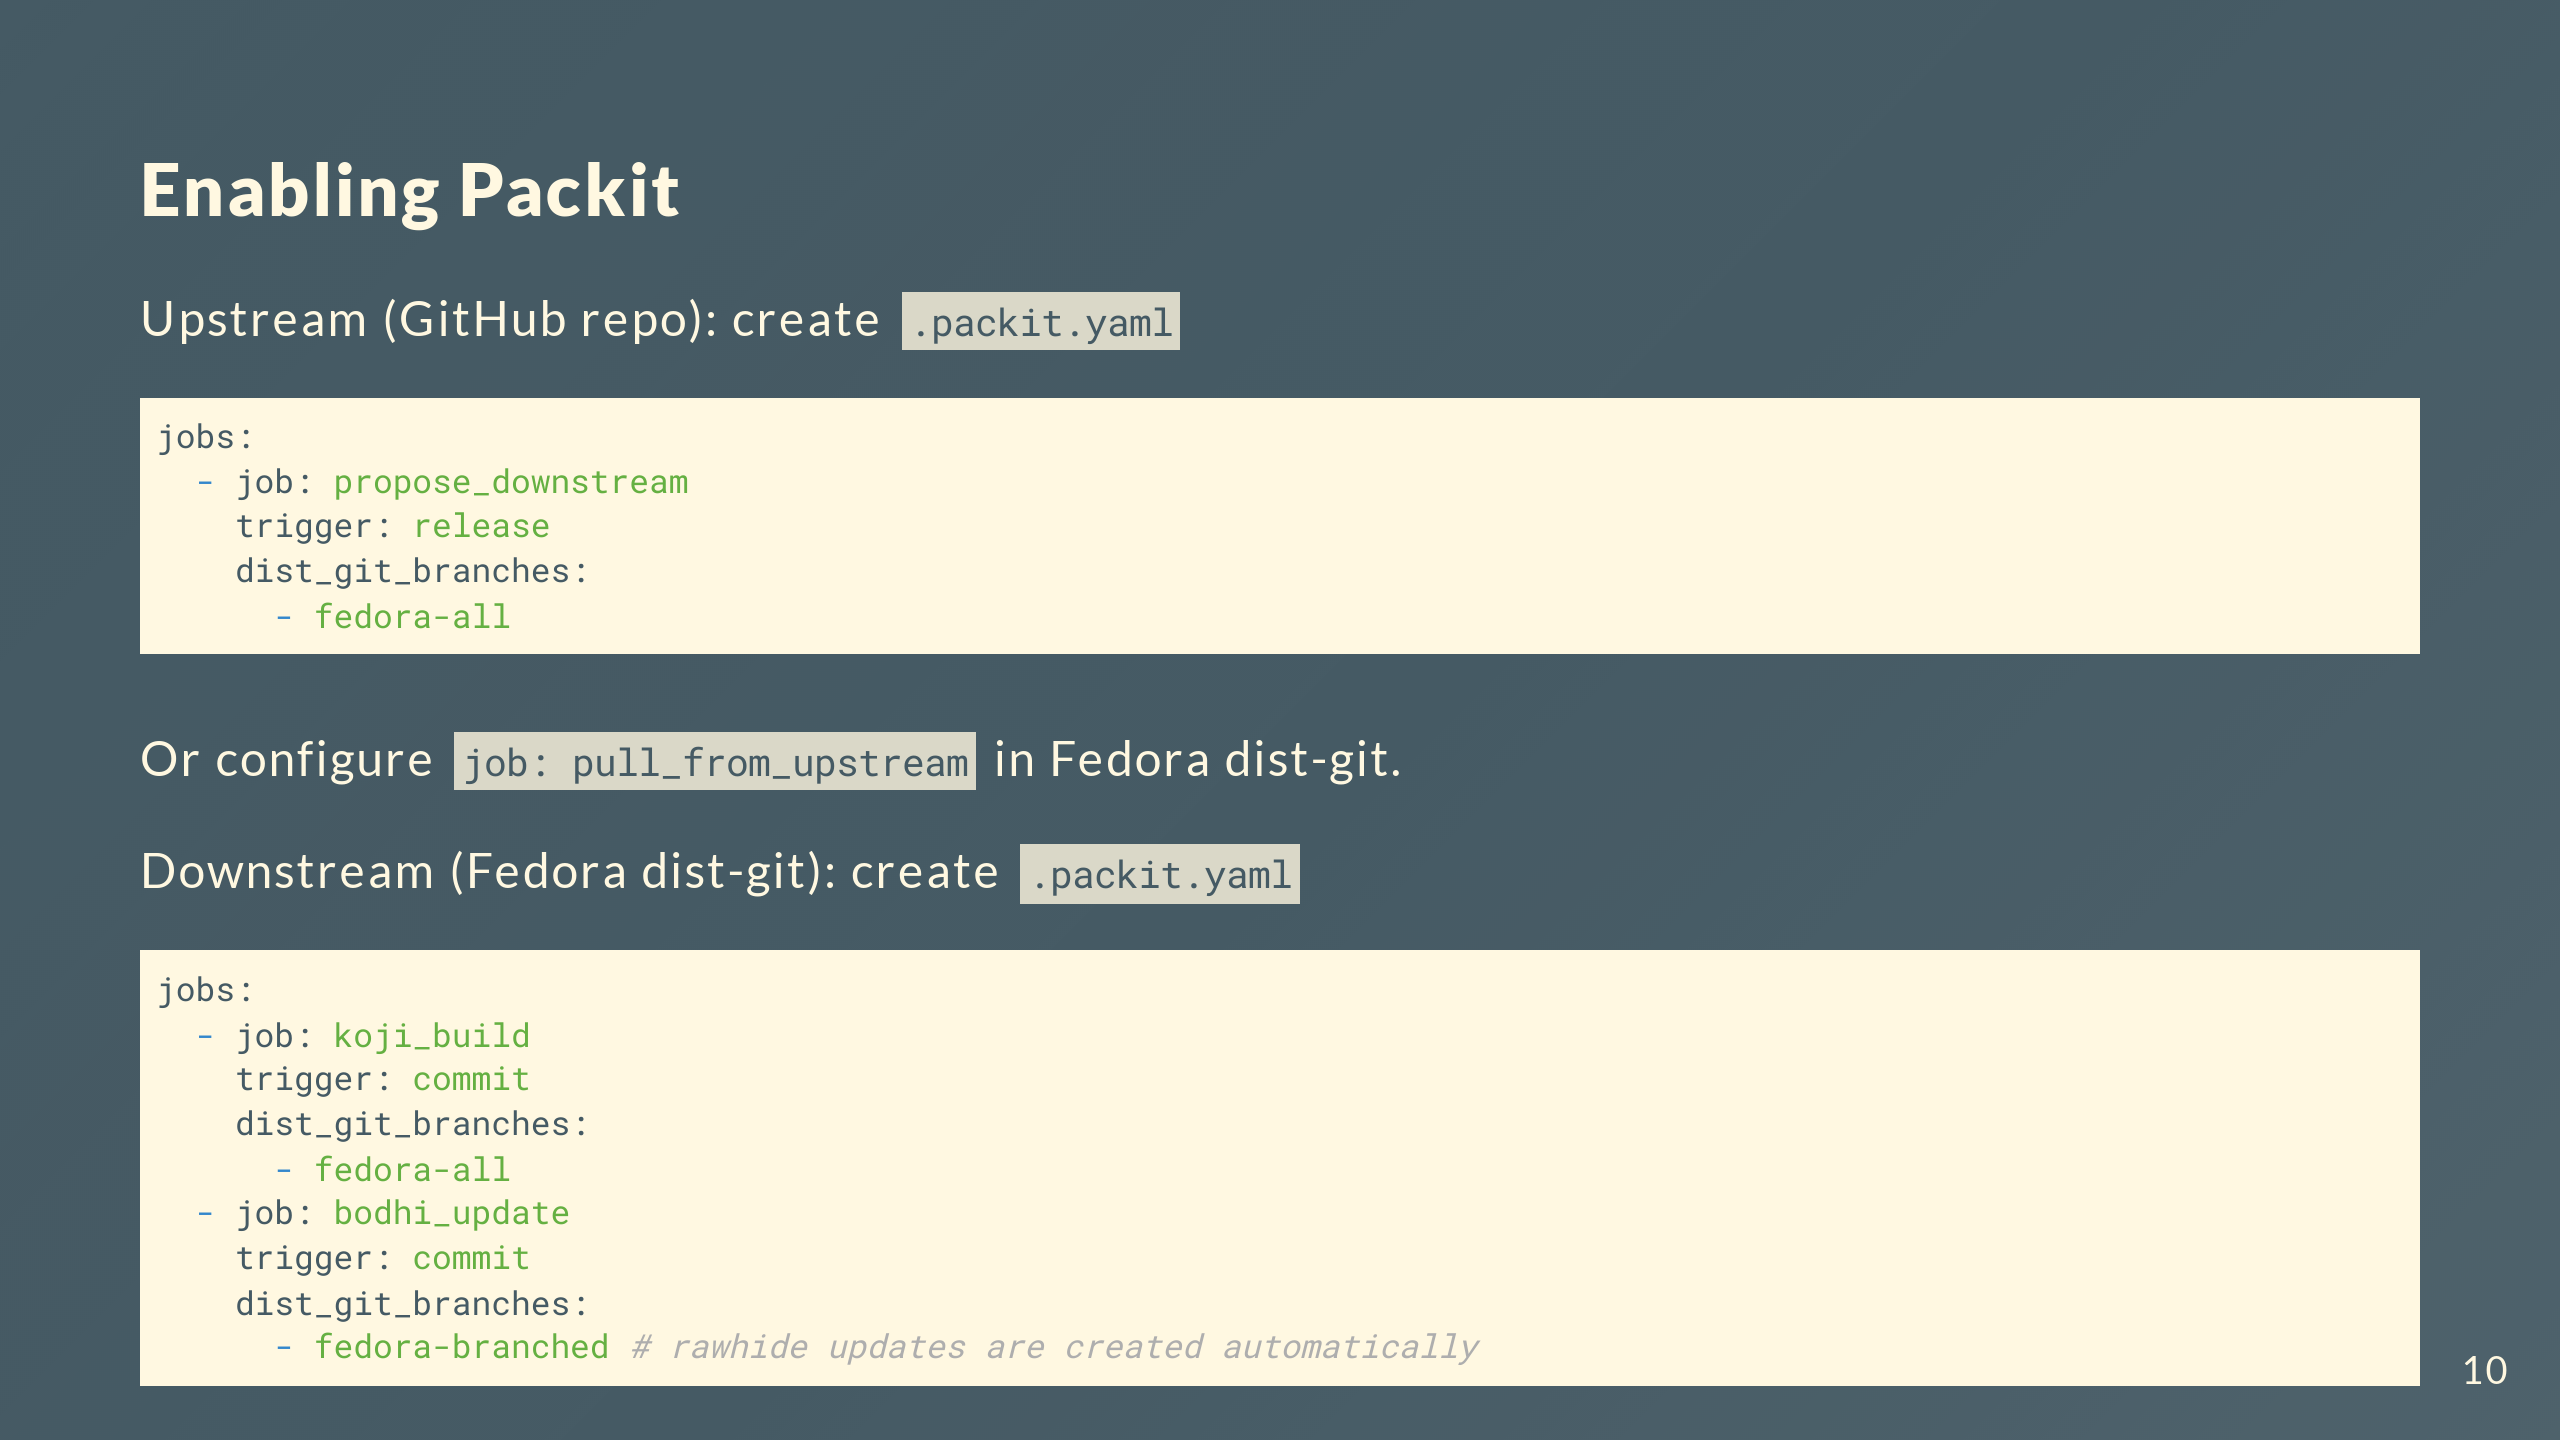 Enabling Packit
Upstream (GitHub repo): create .packit.yaml
jobs:
  - job: propose_downstream
    trigger: release
    dist_git_branches:
      - fedora-all
Or configure job: pull_from_upstream in Fedora dist-git.
Downstream (Fedora dist-git): create .packit.yaml
jobs:
  - job: koji_build
    trigger: commit
    dist_git_branches:
      - fedora-all
  - job: bodhi_update
    trigger: commit
    dist_git_branches:
      - fedora-branched # rawhide updates are created automatically
10